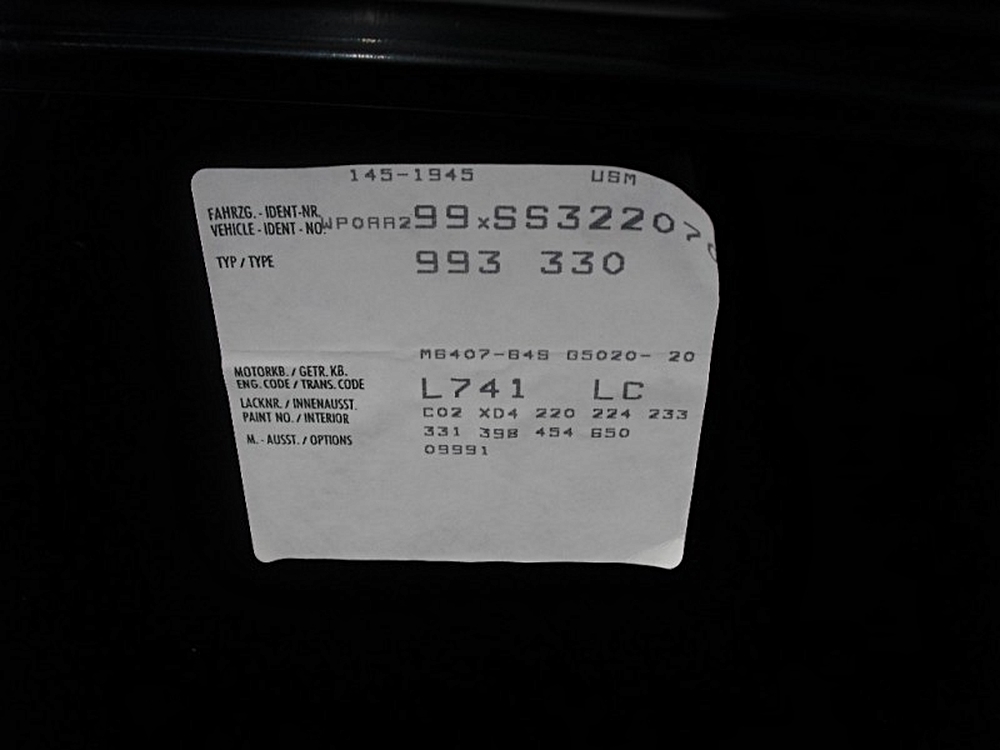 145-1945 USM
FAHRZG. - IDENT-NR.
VEHICLE - IDENT - NO. WP0AA299XSS32207
TYP / TYPE 993 330
M6407-64S G5020- 20
MOTORKB. / GETR. KB.
ENG. CODE / TRANS. CODE L741 LC
LACKNR. / INNENAUSST.
PAINT NO. / INTERIOR C02 XD4 220 224 233
331 398 454 650
M. - AUSST. / OPTIONS 09991